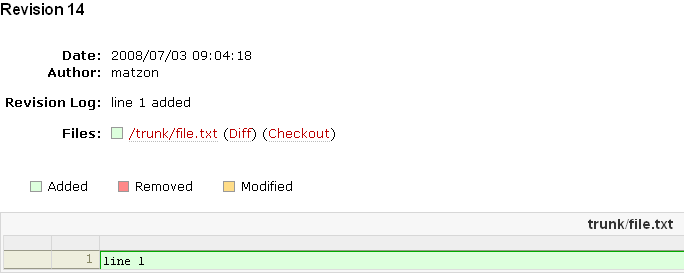 Revision 14
Date: 2008/07/03 09:04:18
Author: matzon
Revision Log: line 1 added
Files: /trunk/file.txt (Diff) (Checkout)
Added Removed Modified
trunk/file.txt
1 line 1